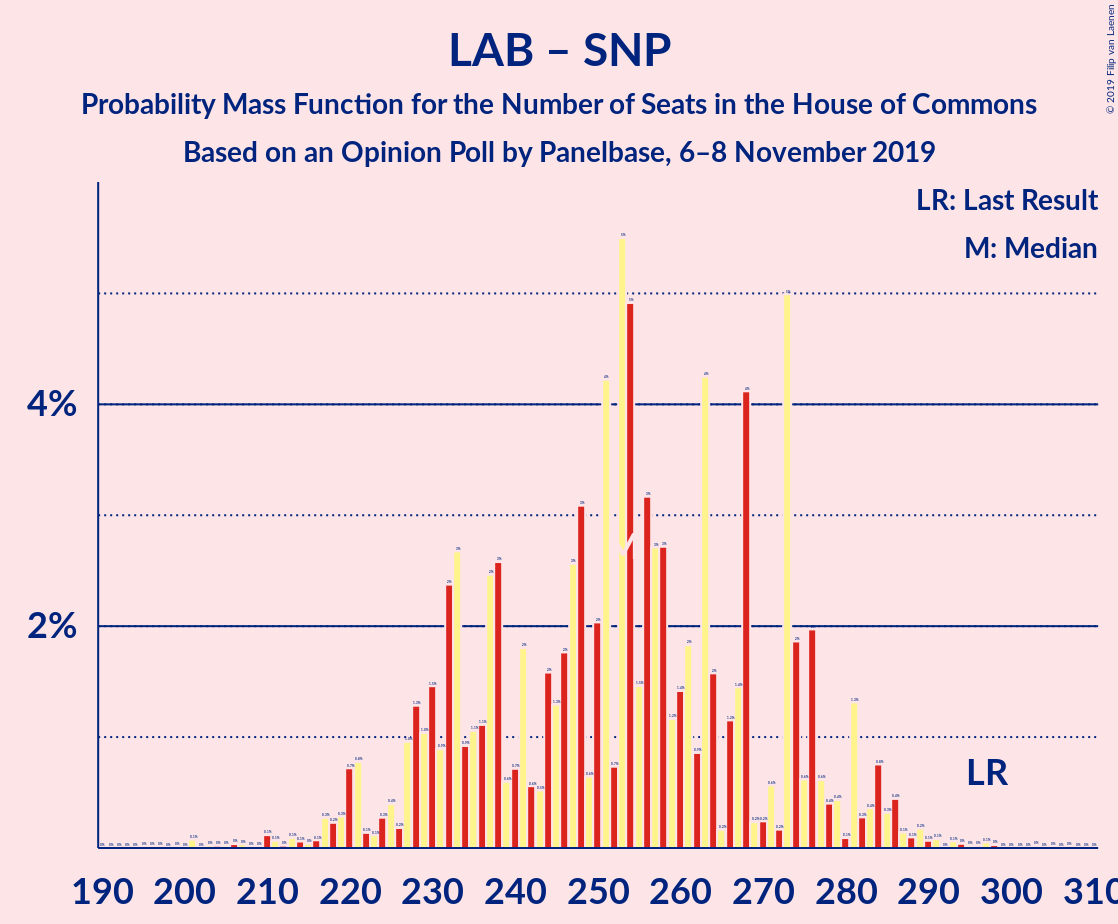 © 2019 Filip van Laenen
LAB – SNP
Probability Mass Function for the Number of Seats in the House of Commons
Based on an Opinion Poll by Panelbase, 6–8 November 2019
LR: Last Result
M: Median
4%
2%
LR
190 200 210 220 230 240 250 260 270 280 290 300 310